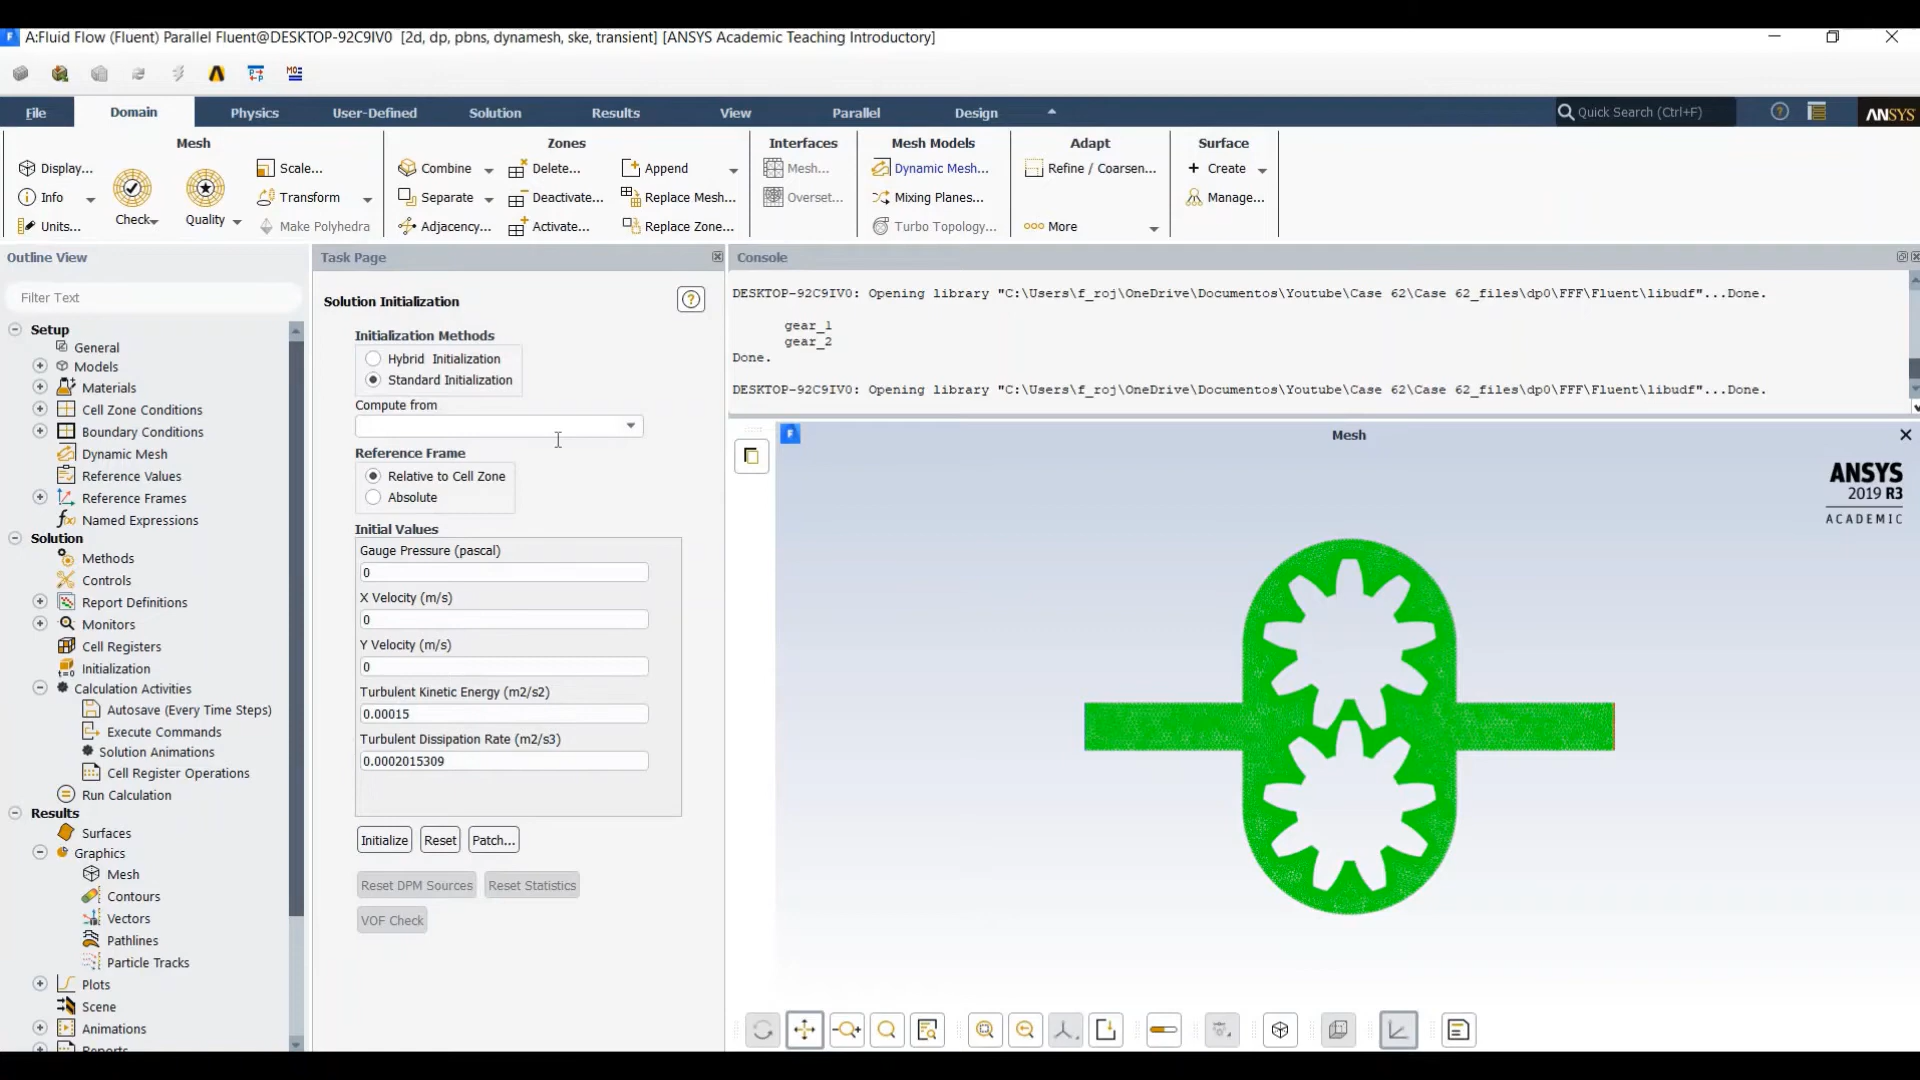 A:Fluid Flow (Fluent) Parallel Fluent@DESKTOP-92C9IV0 [2d, dp, pbns, dynamesh, ske, transient] [ANSYS Academic Teaching Introductory]
File Domain Physics User-Defined Solution Results View Parallel Design Quick Search (Ctrl+F) ANSYS
Mesh
Display...
Info
Units...
Check
Quality
Scale...
Transform
Make Polyhedra
Zones
Combine
Separate
Adjacency...
Delete...
Deactivate...
Activate...
Append
Replace Mesh...
Replace Zone...
Interfaces
Mesh...
Overset...
Mesh Models
Dynamic Mesh...
Mixing Planes...
Turbo Topology...
Adapt
Refine / Coarsen...
More
Surface
Create
Manage...
Outline View
Filter Text
Setup
General
Models
Materials
Cell Zone Conditions
Boundary Conditions
Dynamic Mesh
Reference Values
Reference Frames
Named Expressions
Solution
Methods
Controls
Report Definitions
Monitors
Cell Registers
Initialization
Calculation Activities
Autosave (Every Time Steps)
Execute Commands
Solution Animations
Cell Register Operations
Run Calculation
Results
Surfaces
Graphics
Mesh
Contours
Vectors
Pathlines
Particle Tracks
Plots
Scene
Animations
Task Page
Solution Initialization
Initialization Methods
Hybrid Initialization
Standard Initialization
Compute from
Reference Frame
Relative to Cell Zone
Absolute
Initial Values
Gauge Pressure (pascal)
0
X Velocity (m/s)
0
Y Velocity (m/s)
0
Turbulent Kinetic Energy (m2/s2)
0.00015
Turbulent Dissipation Rate (m2/s3)
0.0002015309
Initialize Reset Patch...
Reset DPM Sources Reset Statistics
VOF Check
Console
DESKTOP-92C9IV0: Opening library "C:\Users\f_roj\OneDrive\Documentos\Youtube\Case 62\Case 62_files\dp0\FFF\Fluent\libudf"...Done.
gear_1
gear_2
Done.
DESKTOP-92C9IV0: Opening library "C:\Users\f_roj\OneDrive\Documentos\Youtube\Case 62\Case 62_files\dp0\FFF\Fluent\libudf"...Done.
Mesh
ANSYS
2019 R3
ACADEMIC